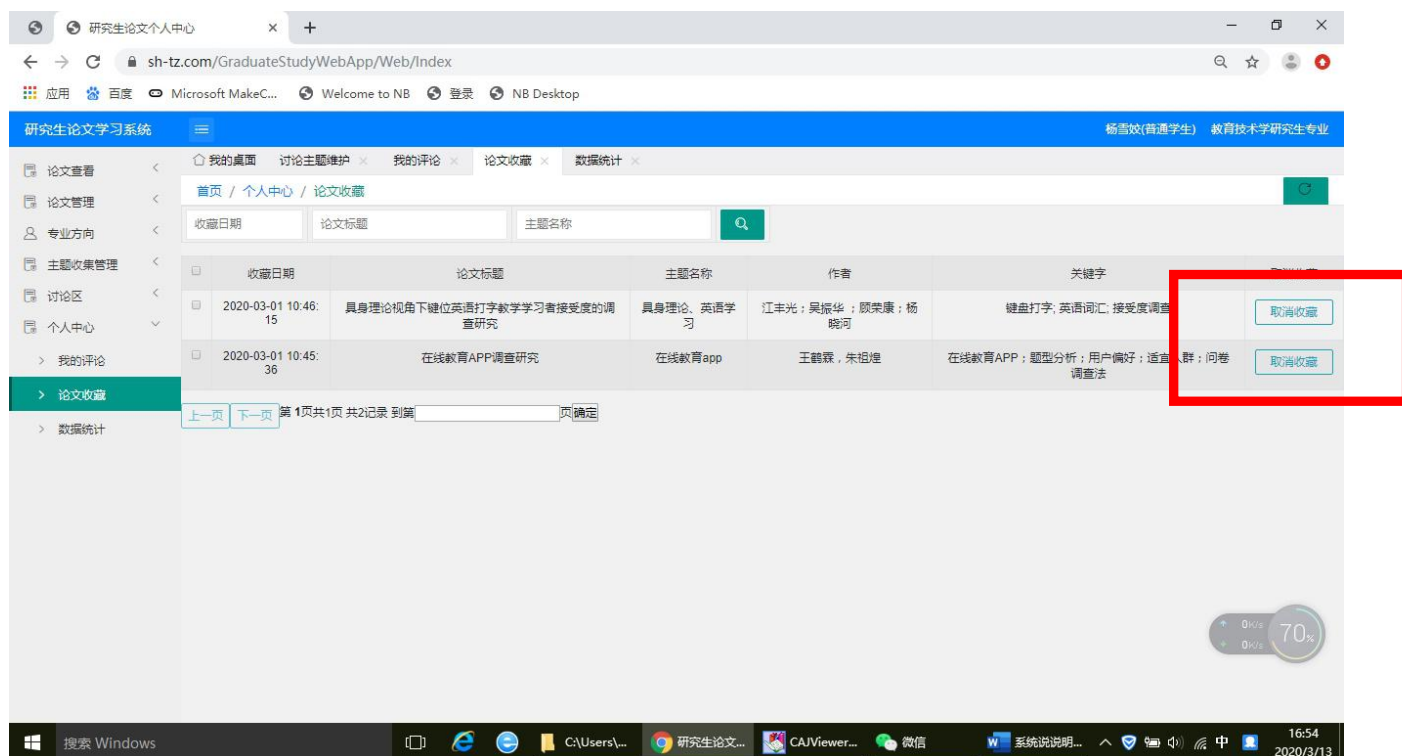 研究生论文个人中心
sh-tz.com/GraduateStudyWebApp/Web/Index
应用 百度 Microsoft MakeC... Welcome to NB 登录 NB Desktop
研究生论文学习系统 杨雪姣(普通学生) 教育技术学研究生专业
我的桌面 讨论主题维护 我的评论 论文收藏 数据统计
首页 / 个人中心 / 论文收藏
收藏日期 论文标题 主题名称
论文查看
论文管理
专业方向
主题收集管理
讨论区
个人中心
> 我的评论
> 论文收藏
> 数据统计
收藏日期 论文标题 主题名称 作者 关键字
2020-03-01 10:46:15 具身理论视角下键位英语打字教学学习者接受度的调查研究 具身理论、英语学习 江丰光；吴振华；顾荣康；杨晓河 键盘打字; 英语词汇; 接受度调查 取消收藏
2020-03-01 10:45:36 在线教育APP调查研究 在线教育app 王鹤霖，朱祖煌 在线教育APP；题型分析；用户偏好；适宜人群；问卷调查法 取消收藏
上一页 下一页 第 1页共1页 共2记录 到第 页确定
0K/s
0K/s
70%
搜索 Windows C:\Users\... 研究生论文... CAJViewer... 微信 系统说说明... 中 16:54
2020/3/13